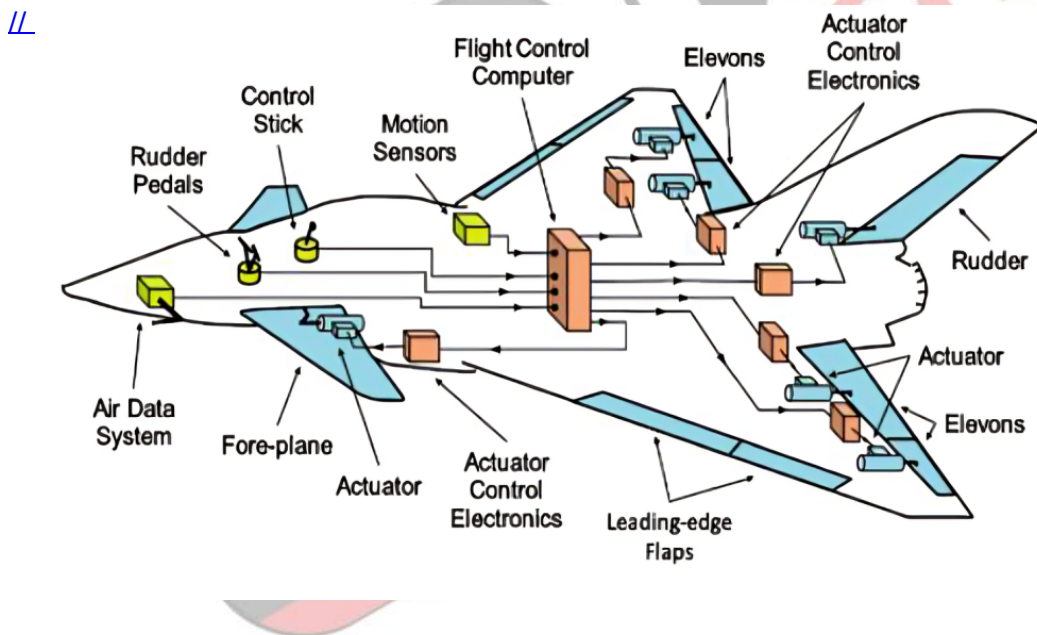 //
Flight Control
Computer
Elevons
Actuator
Control
Electronics
Control
Stick
Motion
Sensors
Rudder
Pedals
Rudder
Air Data
System
Fore-plane
Actuator
Actuator
Control
Electronics
Leading-edge
Flaps
Actuator
Elevons